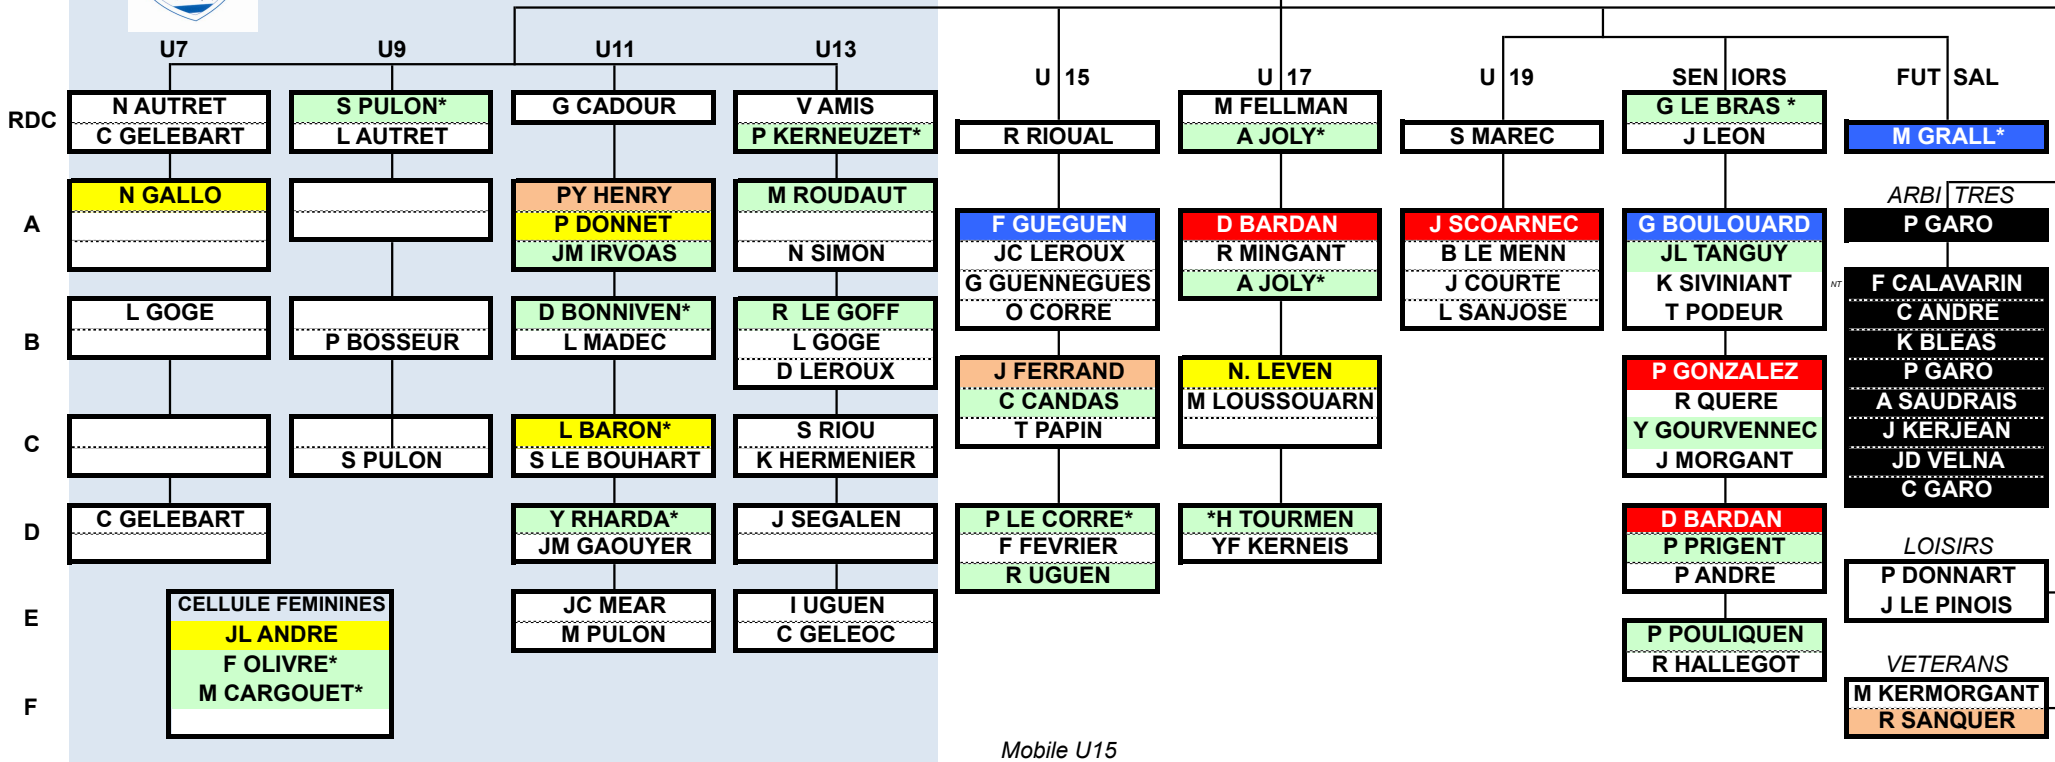 U7
U9
U11
U13
U 15
U 17
U 19
SENIORS
FUTSAL
RDC
N AUTRET
C GELEBART
S PULON*
L AUTRET
G CADOUR
V AMIS
P KERNEUZET*
R RIOUAL
M FELLMAN
A JOLY*
S MAREC
G LE BRAS *
J LEON
M GRALL*
A
N GALLO
PY HENRY
P DONNET
JM IRVOAS
M ROUDAUT
N SIMON
F GUEGUEN
JC LEROUX
G GUENNEGUES
O CORRE
D BARDAN
R MINGANT
A JOLY*
J SCOARNEC
B LE MENN
J COURTE
L SANJOSE
G BOULOUARD
JL TANGUY
K SIVINIANT
T PODEUR
ARBITRES
P GARO
NT
F CALAVARIN
C ANDRE
K BLEAS
P GARO
A SAUDRAIS
J KERJEAN
JD VELNA
C GARO
B
L GOGE
P BOSSEUR
D BONNIVEN*
L MADEC
R LE GOFF
L GOGE
D LEROUX
J FERRAND
C CANDAS
T PAPIN
N. LEVEN
M LOUSSOUARN
P GONZALEZ
R QUERE
Y GOURVENNEC
J MORGANT
C
S PULON
L BARON*
S LE BOUHART
S RIOU
K HERMENIER
D
C GELEBART
Y RHARDA*
JM GAOUYER
J SEGALEN
P LE CORRE*
F FEVRIER
R UGUEN
*H TOURMEN
YF KERNEIS
D BARDAN
P PRIGENT
P ANDRE
LOISIRS
P DONNART
J LE PINOIS
E
CELLULE FEMININES
JL ANDRE
F OLIVRE*
M CARGOUET*
JC MEAR
M PULON
I UGUEN
C GELEOC
P POULIQUEN
R HALLEGOT
VETERANS
M KERMORGANT
R SANQUER
F
Mobile U15